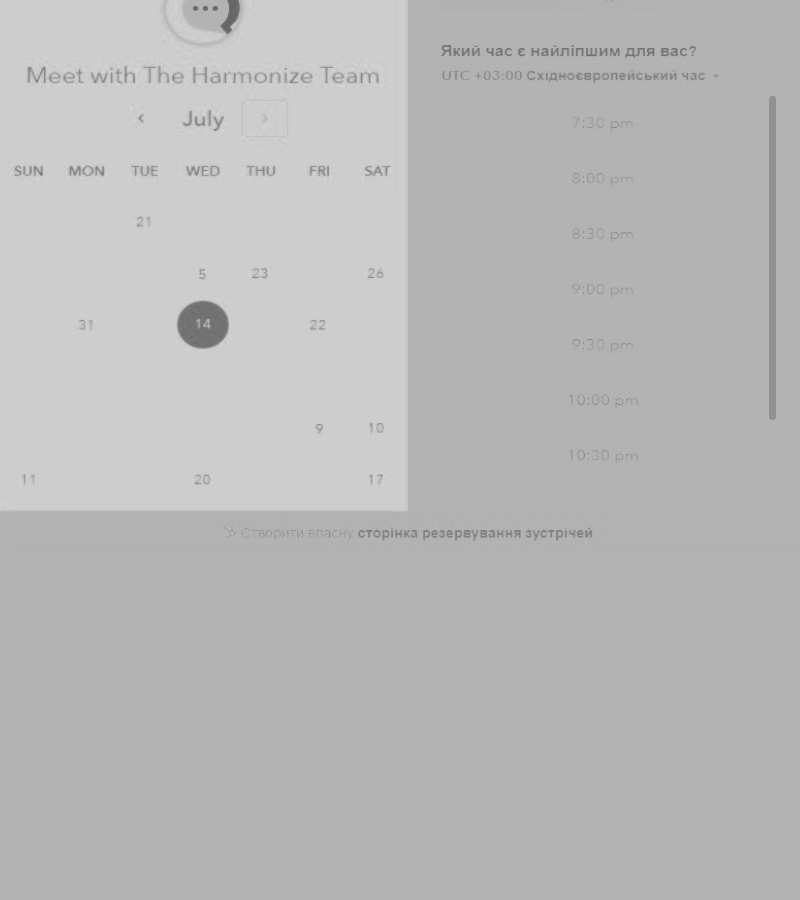 Meet with The Harmonize Team
‹ July ›
SUN MON TUE WED THU FRI SAT
21
5 23 26
31 14 22
9 10
11 20 17
Який час є найліпшим для вас?
UTC +03:00 Східноєвропейський час
7:30 pm
8:00 pm
8:30 pm
9:00 pm
9:30 pm
10:00 pm
10:30 pm
Створити власну сторінка резервування зустрічей